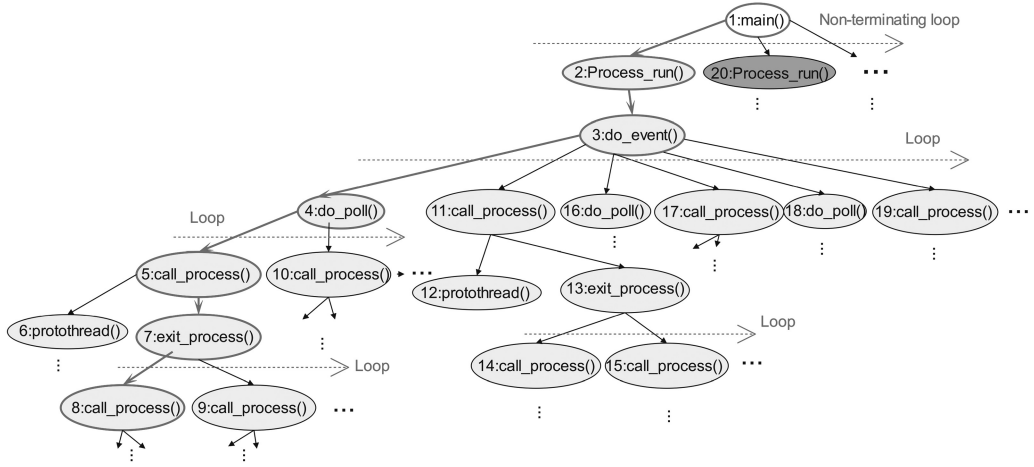 1:main()
Non-terminating loop
2:Process_run()
20:Process_run()
...
3:do_event()
Loop
4:do_poll()
11:call_process()
16:do_poll()
17:call_process()
18:do_poll()
19:call_process()
...
Loop
5:call_process()
10:call_process()
...
12:protothread()
13:exit_process()
6:protothread()
7:exit_process()
Loop
14:call_process()
15:call_process()
...
Loop
8:call_process()
9:call_process()
...